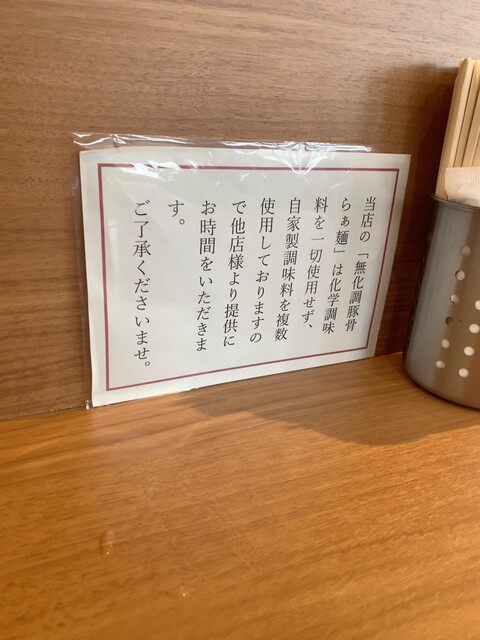 当店の「無化調豚骨
らぁ麺」は化学調味
料を一切使用せず、
自家製調味料を複数
使用しておりますの
で他店様より提供に
お時間をいただきま
す。
ご了承くださいませ。